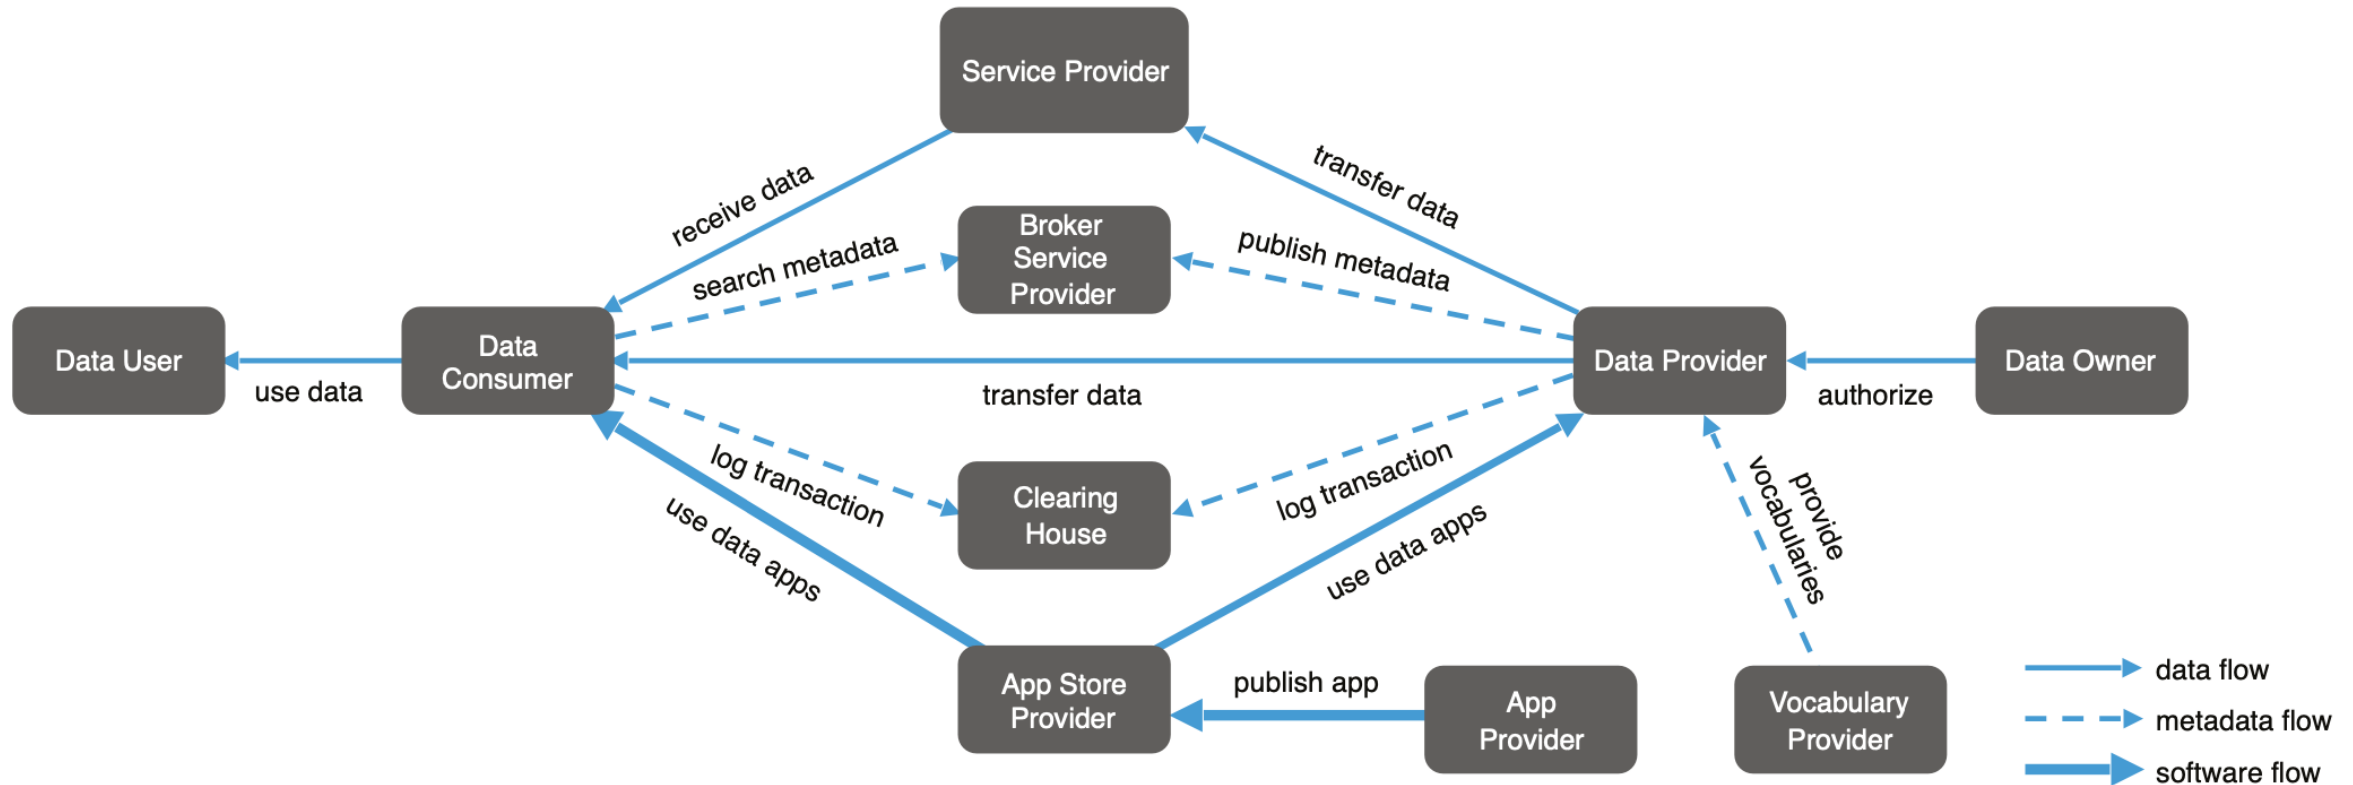 Service Provider
transfer data
receive data
Broker
Service
Provider
publish metadata
search metadata
Data User
use data
Data
Consumer
transfer data
Data Provider
authorize
Data Owner
log transaction
log transaction
Clearing
House
use data apps
use data apps
provide
vocabularies
App Store
Provider
publish app
App
Provider
Vocabulary
Provider
data flow
metadata flow
software flow